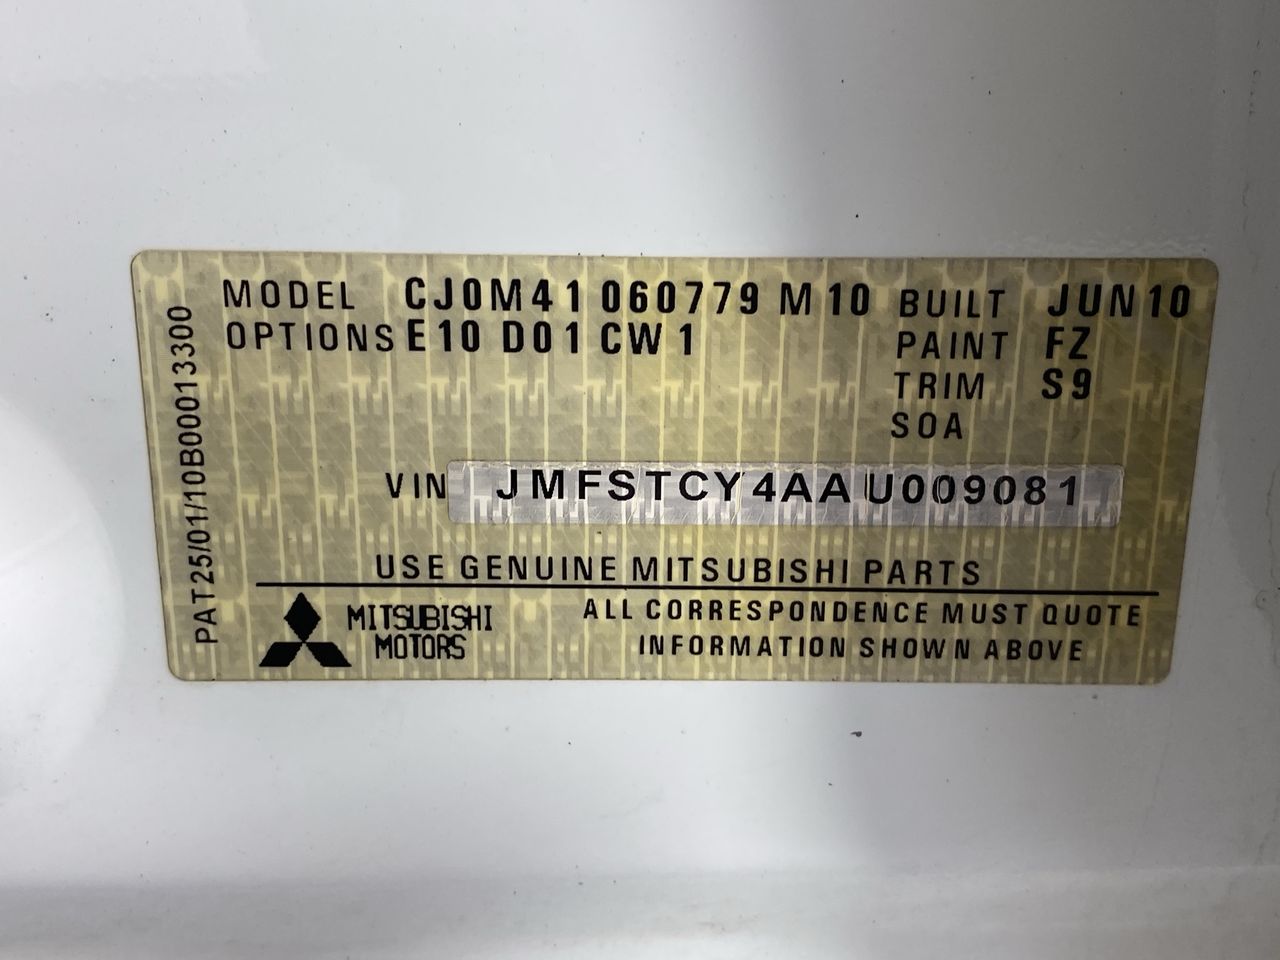 MODEL CJ0M41 060779 M10 BUILT JUN10
OPTIONS E10 D01 CW1 PAINT FZ
TRIM S9
SOA
VIN JMFSTCY4AAU009081
USE GENUINE MITSUBISHI PARTS
MITSUBISHI MOTORS
ALL CORRESPONDENCE MUST QUOTE
INFORMATION SHOWN ABOVE
PAT25/01/10B00013300